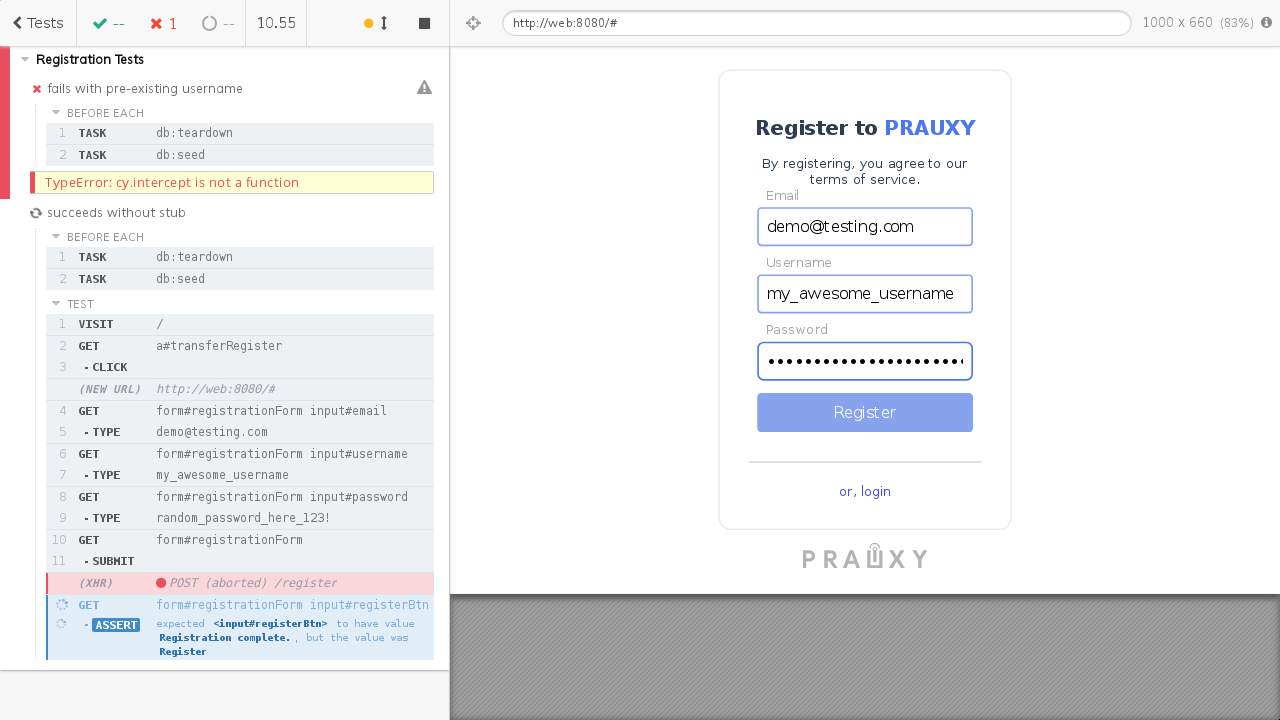 Tests
--
1
--
10.55
http://web:8080/#
1000 x 660 (83%)
Registration Tests
fails with pre-existing username
BEFORE EACH
1 TASK db:teardown
2 TASK db:seed
TypeError: cy.intercept is not a function
succeeds without stub
BEFORE EACH
1 TASK db:teardown
2 TASK db:seed
TEST
1 VISIT /
2 GET a#transferRegister
3 - CLICK
(NEW URL) http://web:8080/#
4 GET form#registrationForm input#email
5 - TYPE demo@testing.com
6 GET form#registrationForm input#username
7 - TYPE my_awesome_username
8 GET form#registrationForm input#password
9 - TYPE random_password_here_123!
10 GET form#registrationForm
11 - SUBMIT
(XHR) POST (aborted) /register
GET form#registrationForm input#registerBtn
- ASSERT expected <input#registerBtn> to have value
Registration complete. , but the value was
Register
Register to PRAUXY
By registering, you agree to our
terms of service.
Email
demo@testing.com
Username
my_awesome_username
Password
Register
or, login
PRAUXY